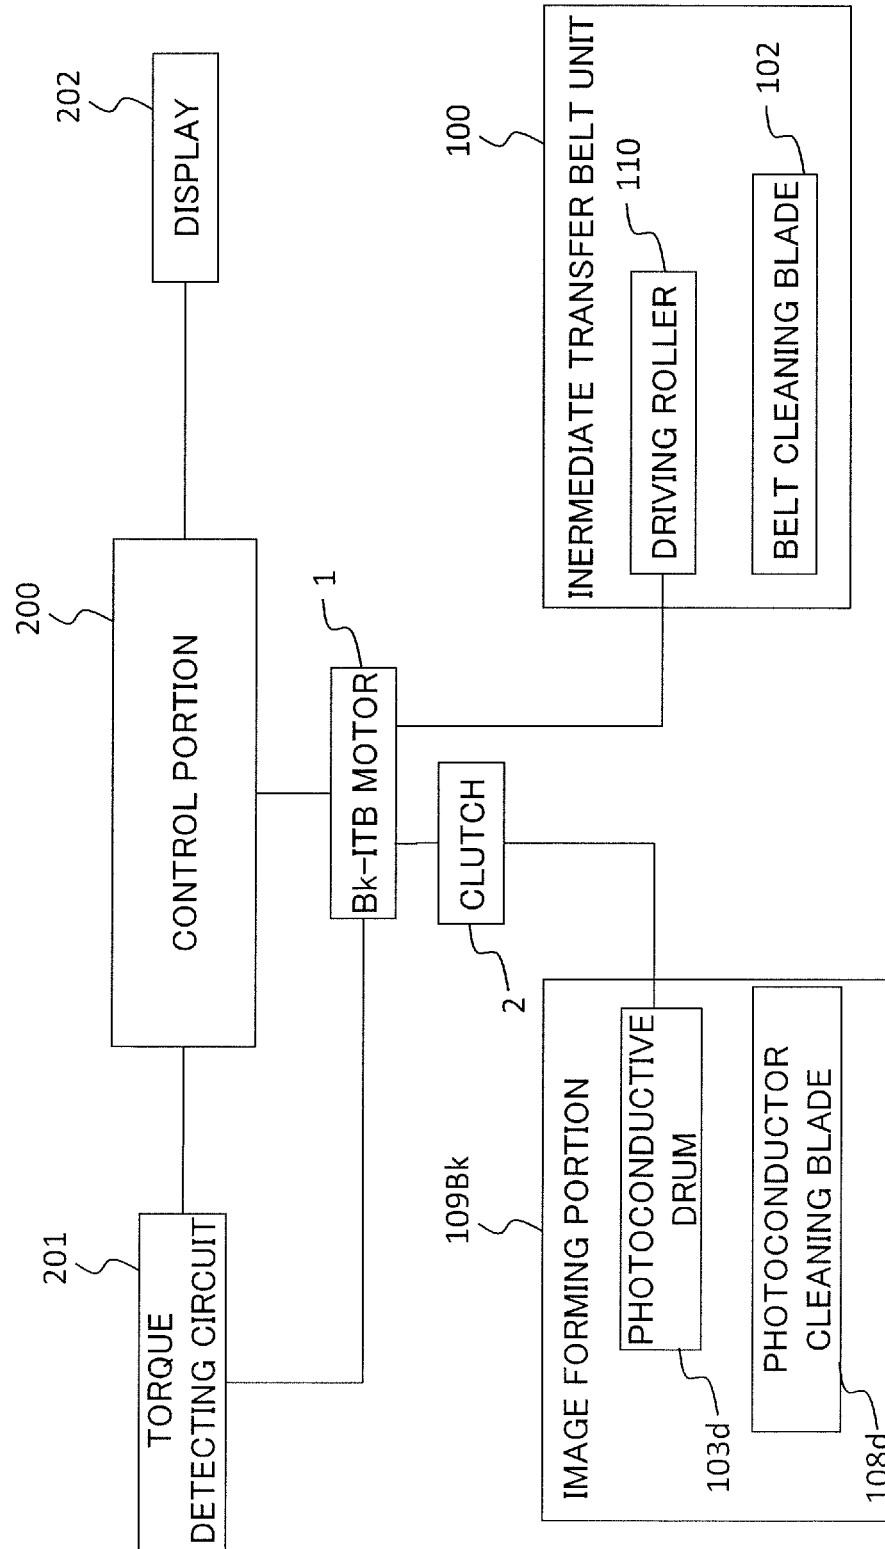 201
TORQUE
DETECTING CIRCUIT
200
CONTROL PORTION
202
DISPLAY
1
Bk-ITB MOTOR
CLUTCH
2
109Bk
IMAGE FORMING PORTION
PHOTOCONDUCTIVE
DRUM
103d
PHOTOCONDUCTOR
CLEANING BLADE
108d
100
INERMEDIATE TRANSFER BELT UNIT
110
DRIVING ROLLER
102
BELT CLEANING BLADE